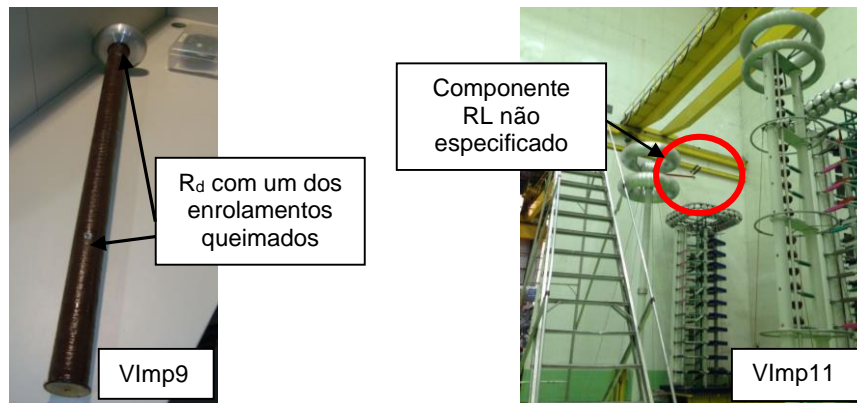 Rd com um dos
enrolamentos
queimados
VImp9
Componente
RL não
especificado
VImp11